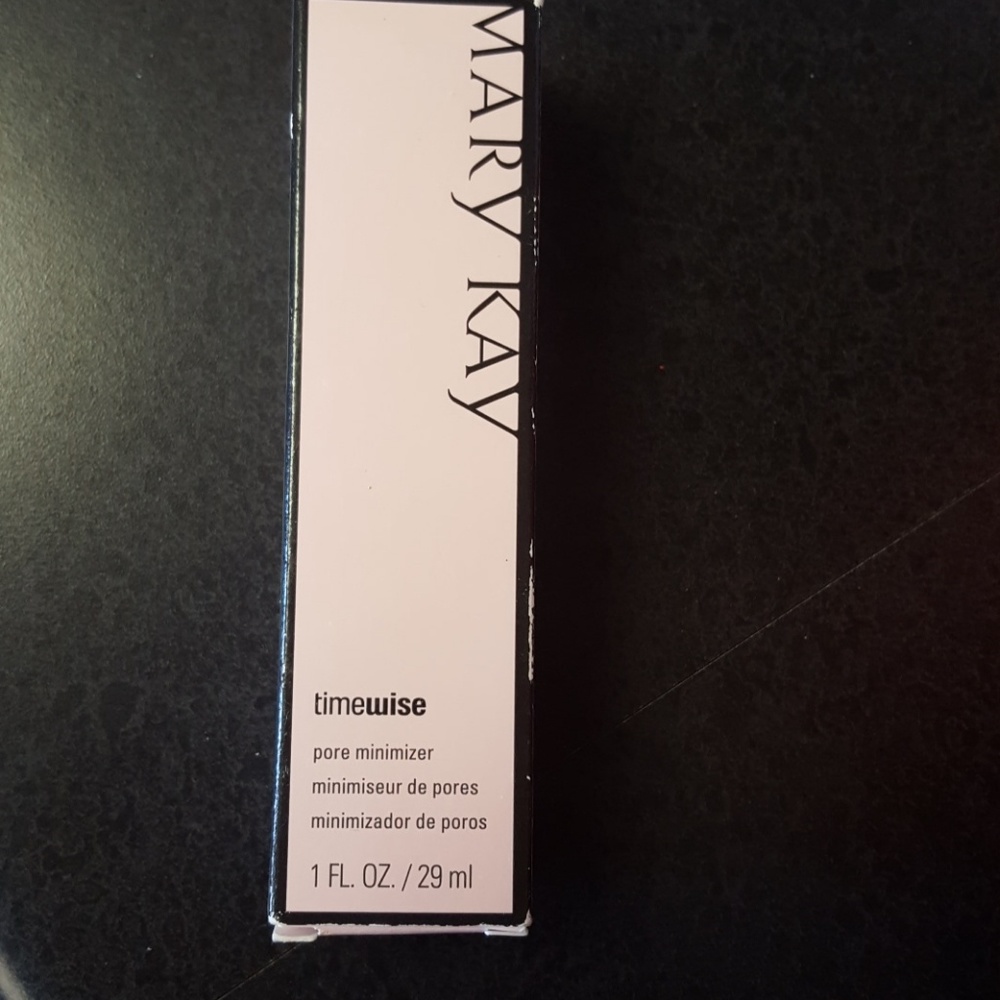 MARY KAY
timewise
pore minimizer
minimiseur de pores
minimizador de poros
1 FL. OZ. / 29 ml